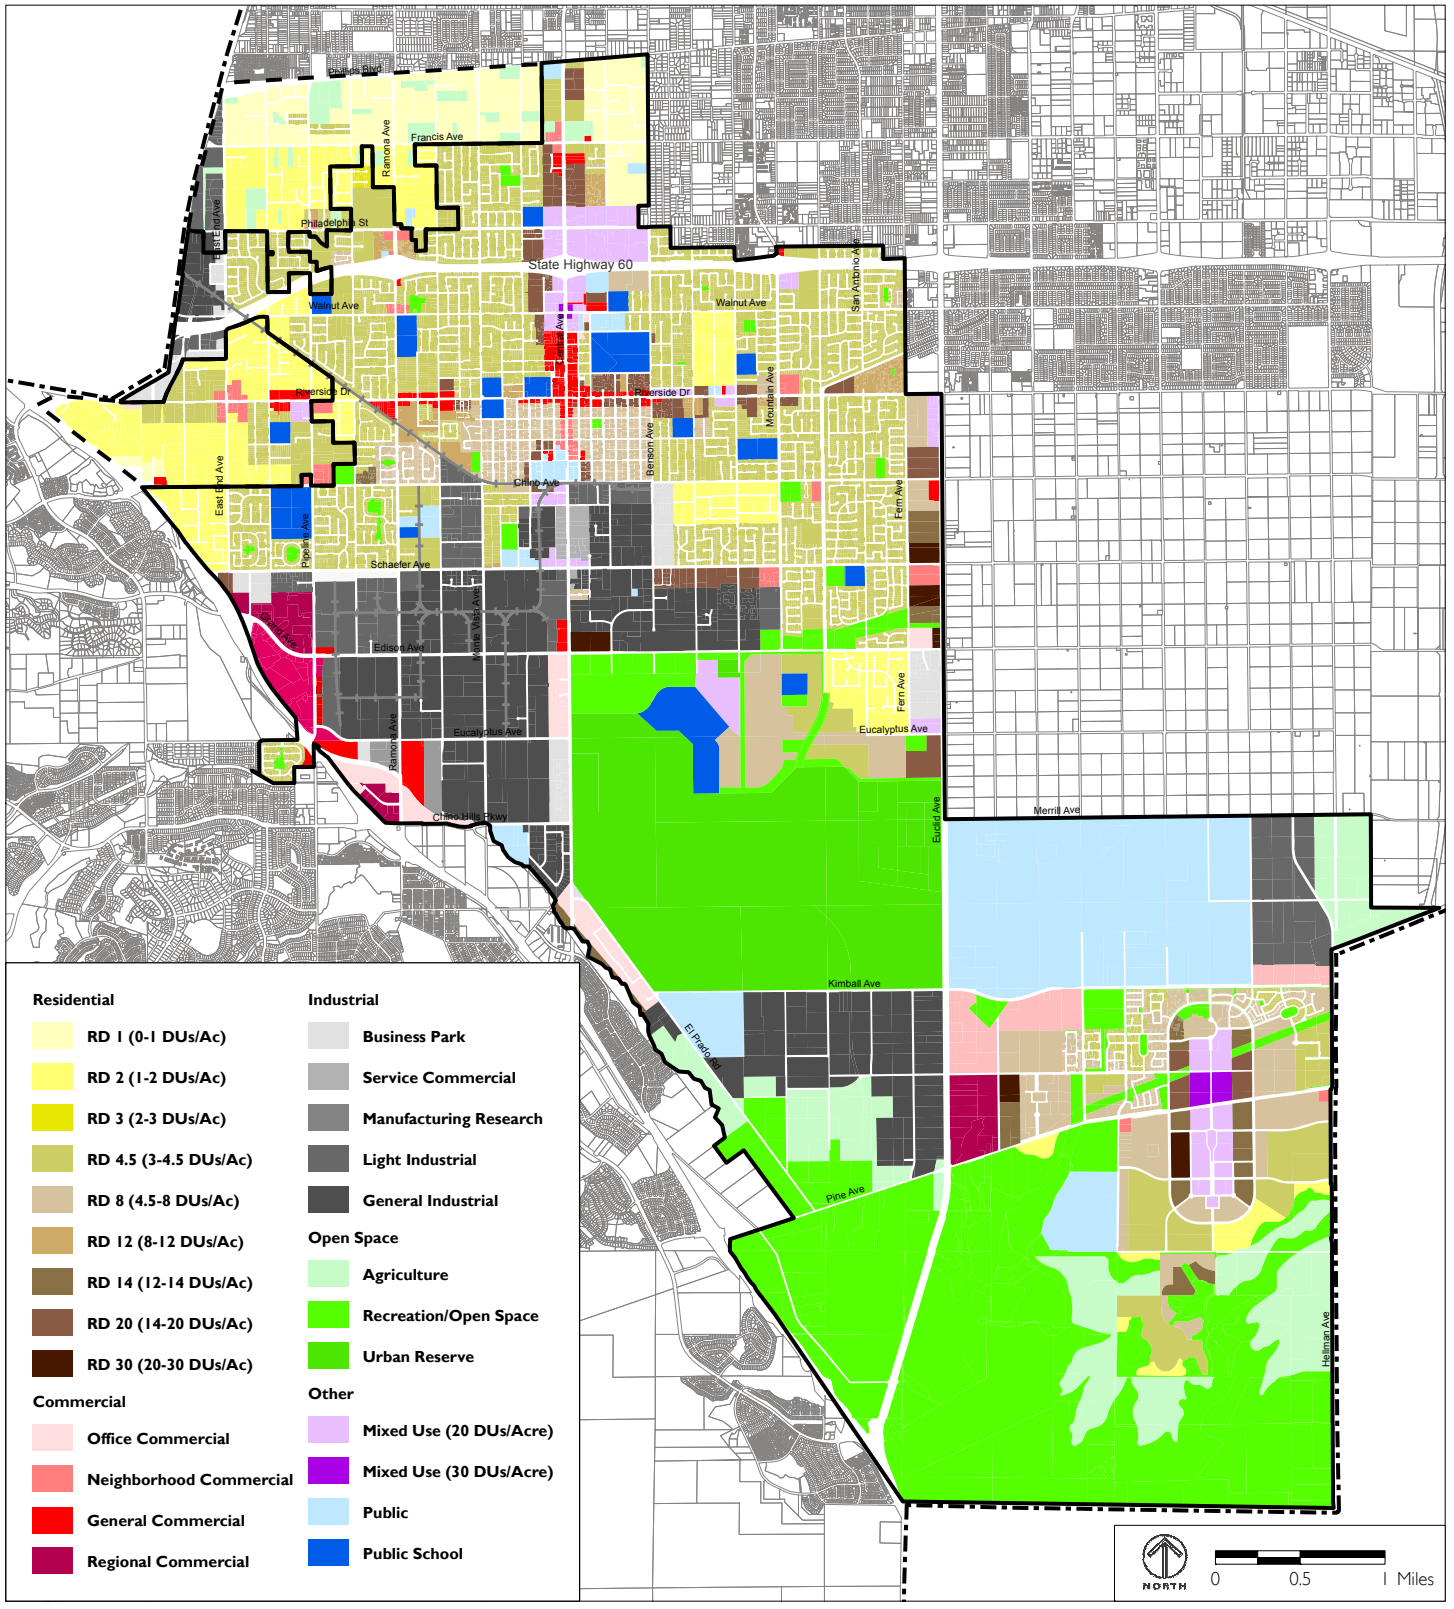 Phillips Blvd
Ramona Ave
Francis Ave
East End Ave
Philadelphia St
State Highway 60
San Antonio Ave
Walnut Ave
Walnut Ave
Central Ave
Riverside Dr
Riverside Dr
Mountain Ave
Benson Ave
East End Ave
Chino Ave
Fern Ave
Pipeline Ave
Schaefer Ave
Monte Vista Ave
Grand Ave
Edison Ave
Fern Ave
Ramona Ave
Eucalyptus Ave
Eucalyptus Ave
Chino Hills Pkwy
Euclid Ave
Merrill Ave
Kimball Ave
El Prado Rd
Pine Ave
Hellman Ave
Residential
RD 1 (0-1 DUs/Ac)
RD 2 (1-2 DUs/Ac)
RD 3 (2-3 DUs/Ac)
RD 4.5 (3-4.5 DUs/Ac)
RD 8 (4.5-8 DUs/Ac)
RD 12 (8-12 DUs/Ac)
RD 14 (12-14 DUs/Ac)
RD 20 (14-20 DUs/Ac)
RD 30 (20-30 DUs/Ac)
Commercial
Office Commercial
Neighborhood Commercial
General Commercial
Regional Commercial
Industrial
Business Park
Service Commercial
Manufacturing Research
Light Industrial
General Industrial
Open Space
Agriculture
Recreation/Open Space
Urban Reserve
Other
Mixed Use (20 DUs/Acre)
Mixed Use (30 DUs/Acre)
Public
Public School
NORTH
0 0.5 1 Miles